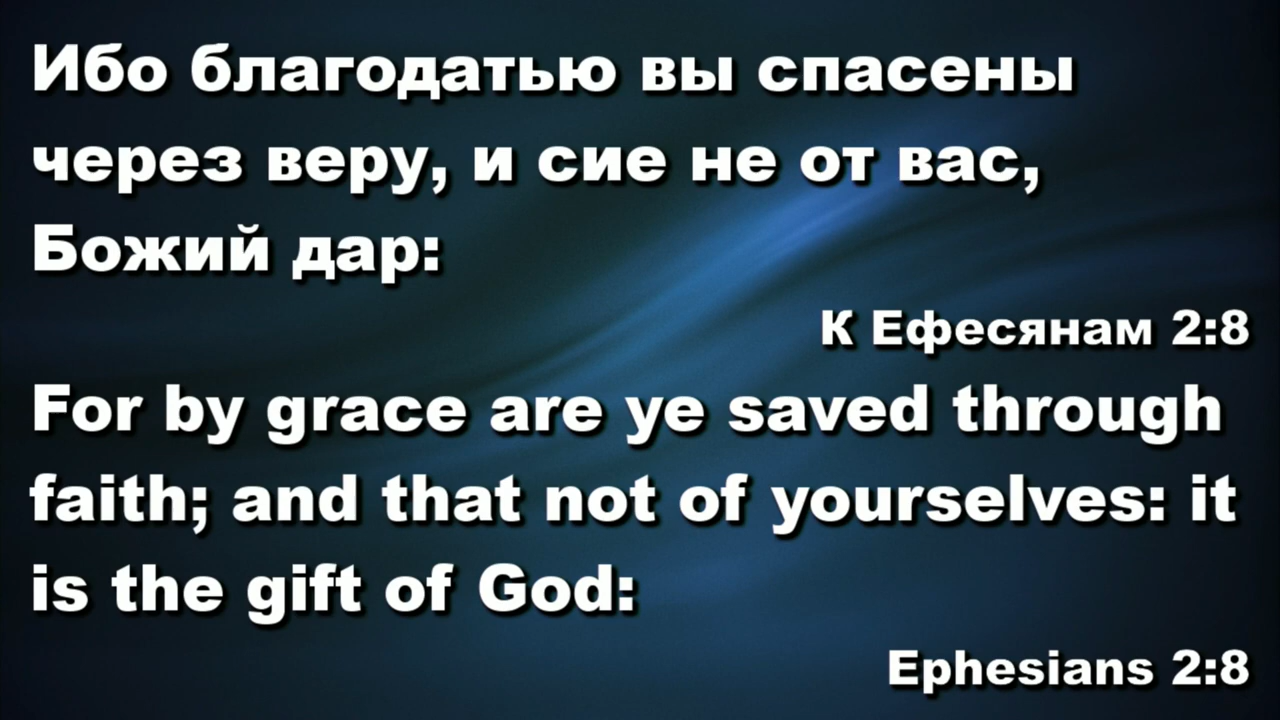 Ибо благодатью вы спасены
через веру, и сие не от вас,
Божий дар:
К Ефесянам 2:8
For by grace are ye saved through
faith; and that not of yourselves: it
is the gift of God:
Ephesians 2:8